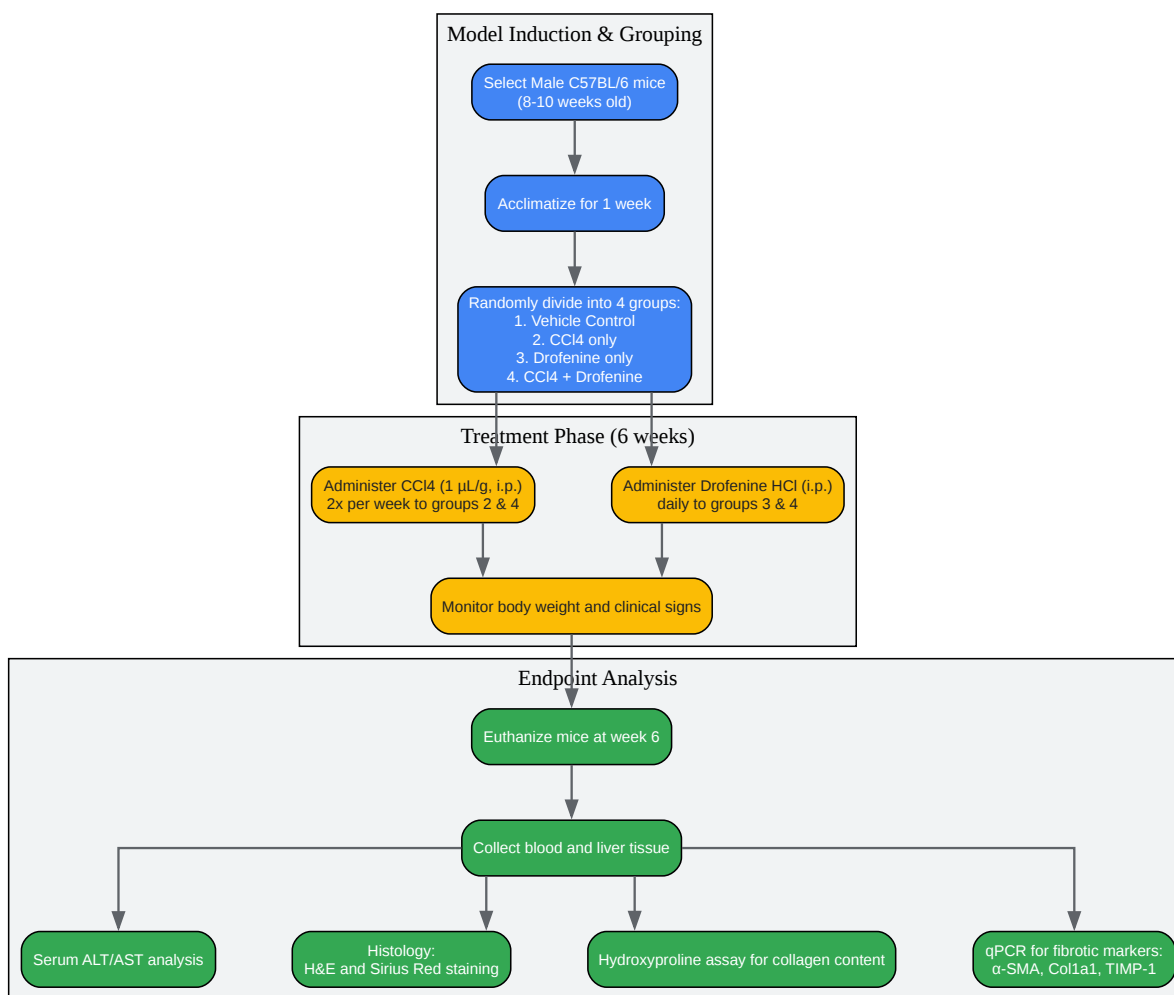 Model Induction & Grouping
Select Male C57BL/6 mice
(8-10 weeks old)
Acclimatize for 1 week
Randomly divide into 4 groups:
1. Vehicle Control
2. CCl4 only
3. Drofenine only
4. CCl4 + Drofenine
Treatment Phase (6 weeks)
Administer CCl4 (1 µL/g, i.p.)
2x per week to groups 2 & 4
Administer Drofenine HCl (i.p.)
daily to groups 3 & 4
Monitor body weight and clinical signs
Endpoint Analysis
Euthanize mice at week 6
Collect blood and liver tissue
Serum ALT/AST analysis
Histology:
H&E and Sirius Red staining
Hydroxyproline assay for collagen content
qPCR for fibrotic markers:
α-SMA, Col1a1, TIMP-1